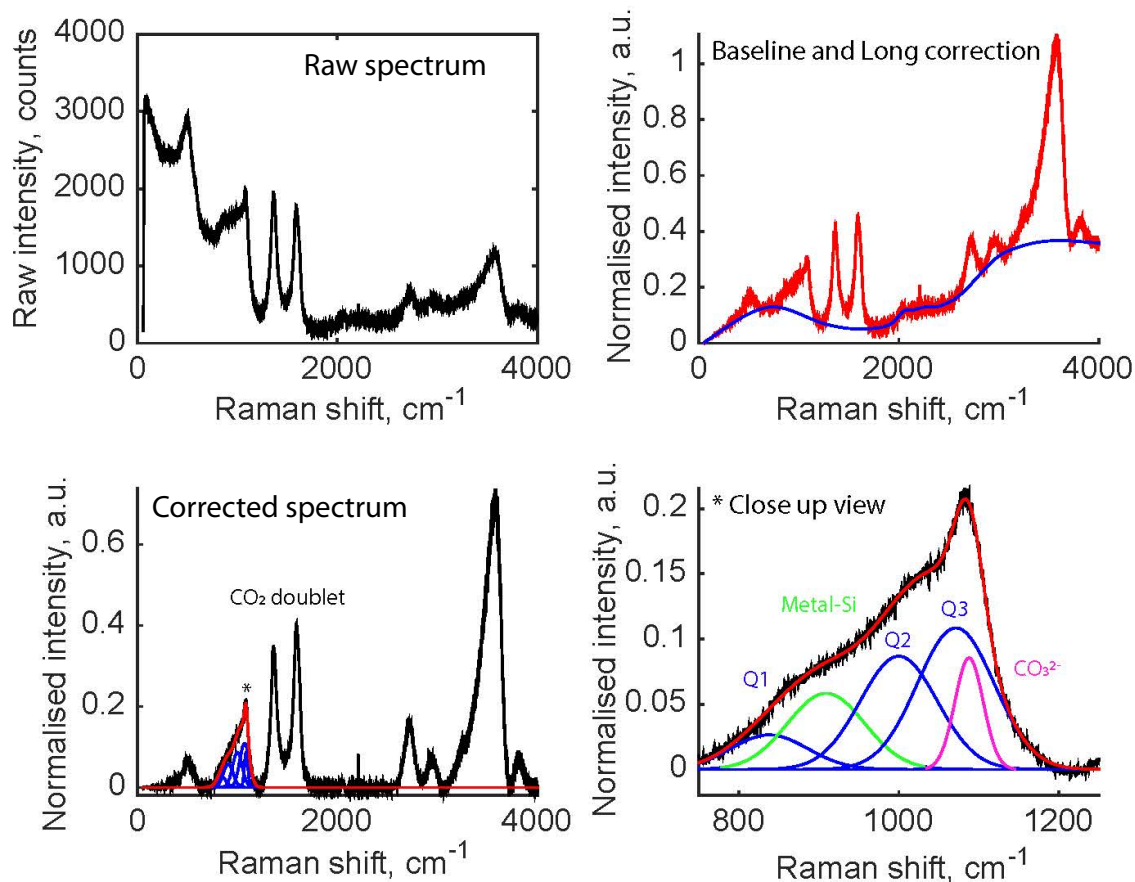 Raw spectrum
Raw intensity, counts
4000
3000
2000
1000
0
0 2000 4000
Raman shift, cm⁻¹
Baseline and Long correction
Normalised intensity, a.u.
1
0.8
0.6
0.4
0.2
0
0 2000 4000
Raman shift, cm⁻¹
Corrected spectrum
Normalised intensity, a.u.
0.6
0.4
0.2
0
CO₂ doublet
*
0 2000 4000
Raman shift, cm⁻¹
* Close up view
Normalised intensity, a.u.
0.2
0.15
0.1
0.05
0
Metal-Si
Q3
Q2
Q1
CO₃²⁻
800 1000 1200
Raman shift, cm⁻¹